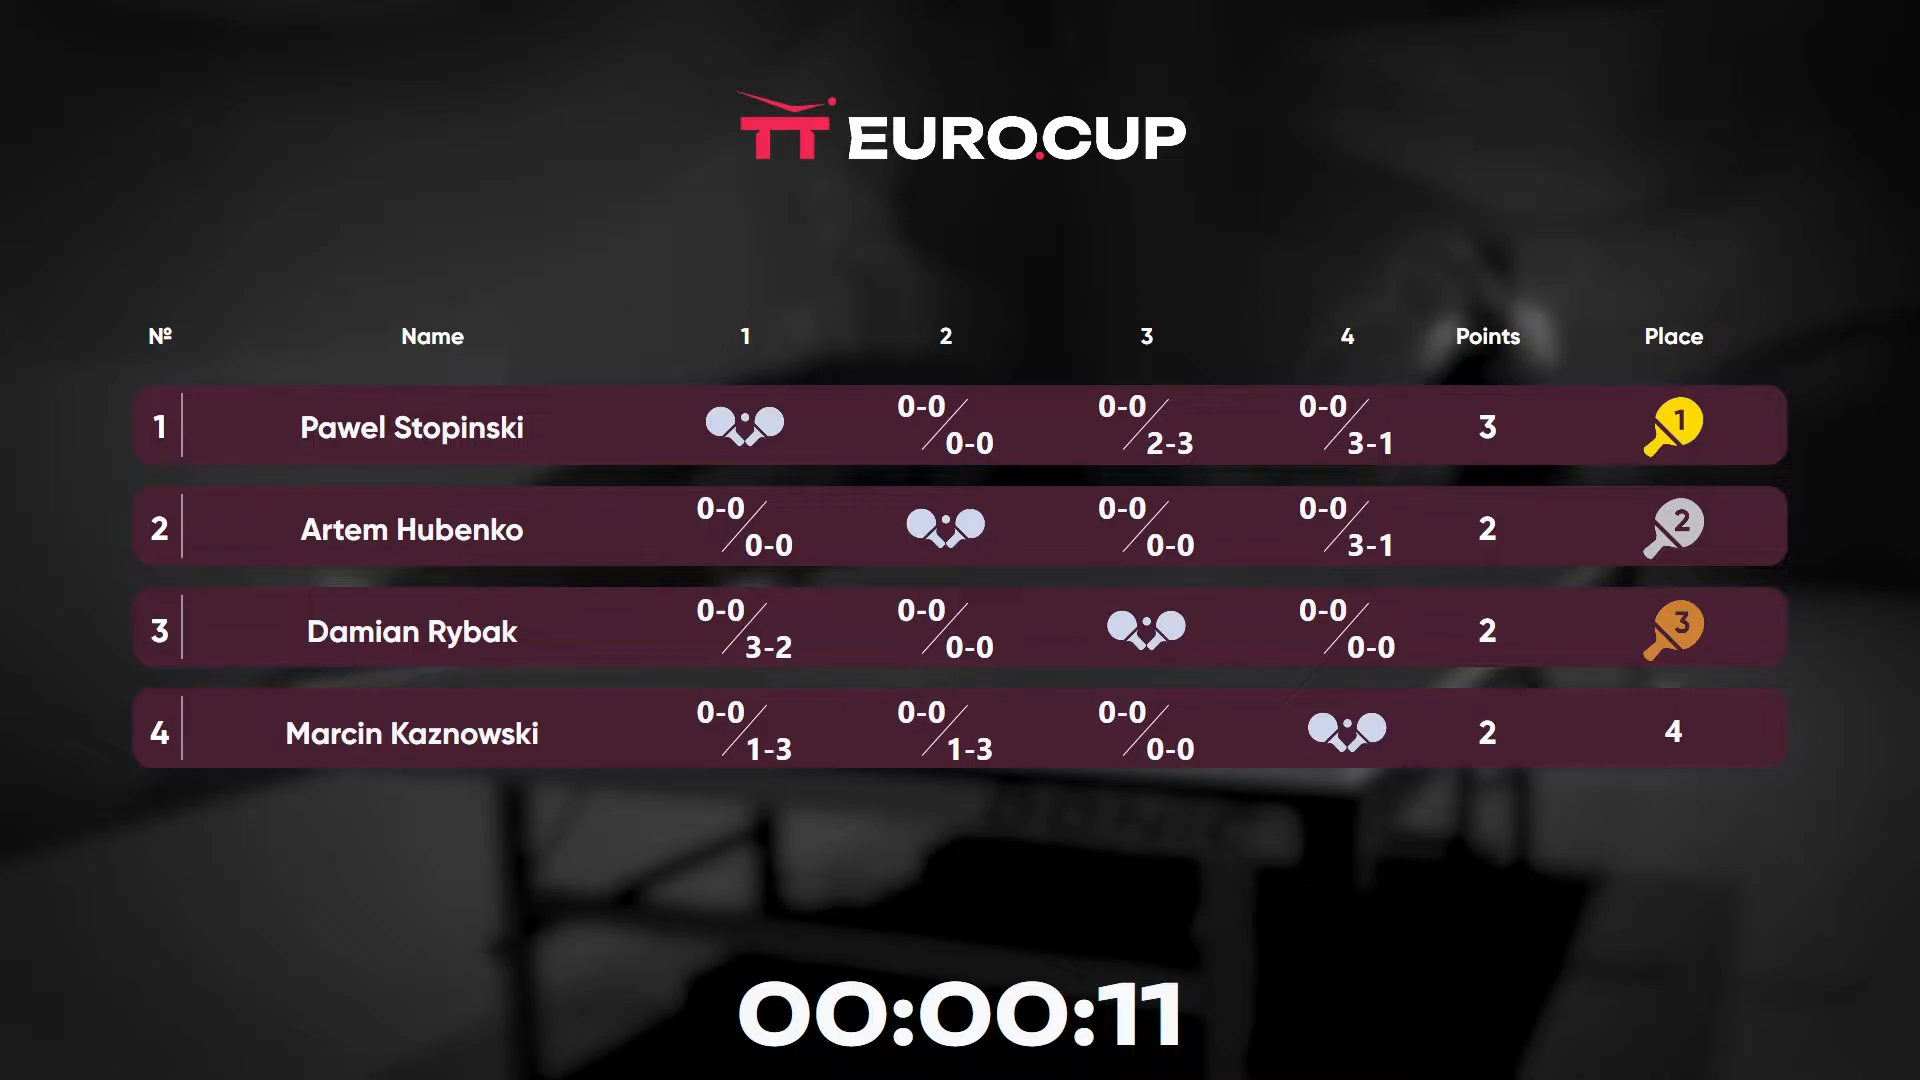 TT EURO.CUP
№ Name 1 2 3 4 Points Place
1 Pawel Stopinski 0-0/0-0 0-0/2-3 0-0/3-1 3 1
2 Artem Hubenko 0-0/0-0 0-0/0-0 0-0/3-1 2 2
3 Damian Rybak 0-0/3-2 0-0/0-0 0-0/0-0 2 3
4 Marcin Kaznowski 0-0/1-3 0-0/1-3 0-0/0-0 2 4
00:00:11